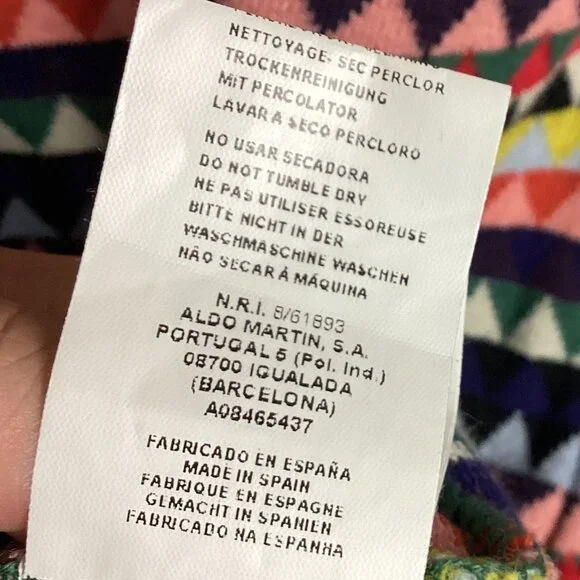 NETTOYAGE- SEC PERCLOR
TROCKENREINIGUNG
MIT PERCOLATOR
LAVAR A SECO PERCLORO
NO USAR SECADORA
DO NOT TUMBLE DRY
NE PAS UTILISER ESSOREUSE
BITTE NICHT IN DER
WASCHMASCHINE WASCHEN
NÃO SECAR À MÁQUINA
N.R.I. 8/61893
ALDO MARTIN, S.A.
PORTUGAL 5 (Pol. Ind.)
08700 IGUALADA
(BARCELONA)
A08465437
FABRICADO EN ESPAÑA
MADE IN SPAIN
FABRIQUE EN ESPAGNE
GEMACHT IN SPANIEN
FABRICADO NA ESPANHA